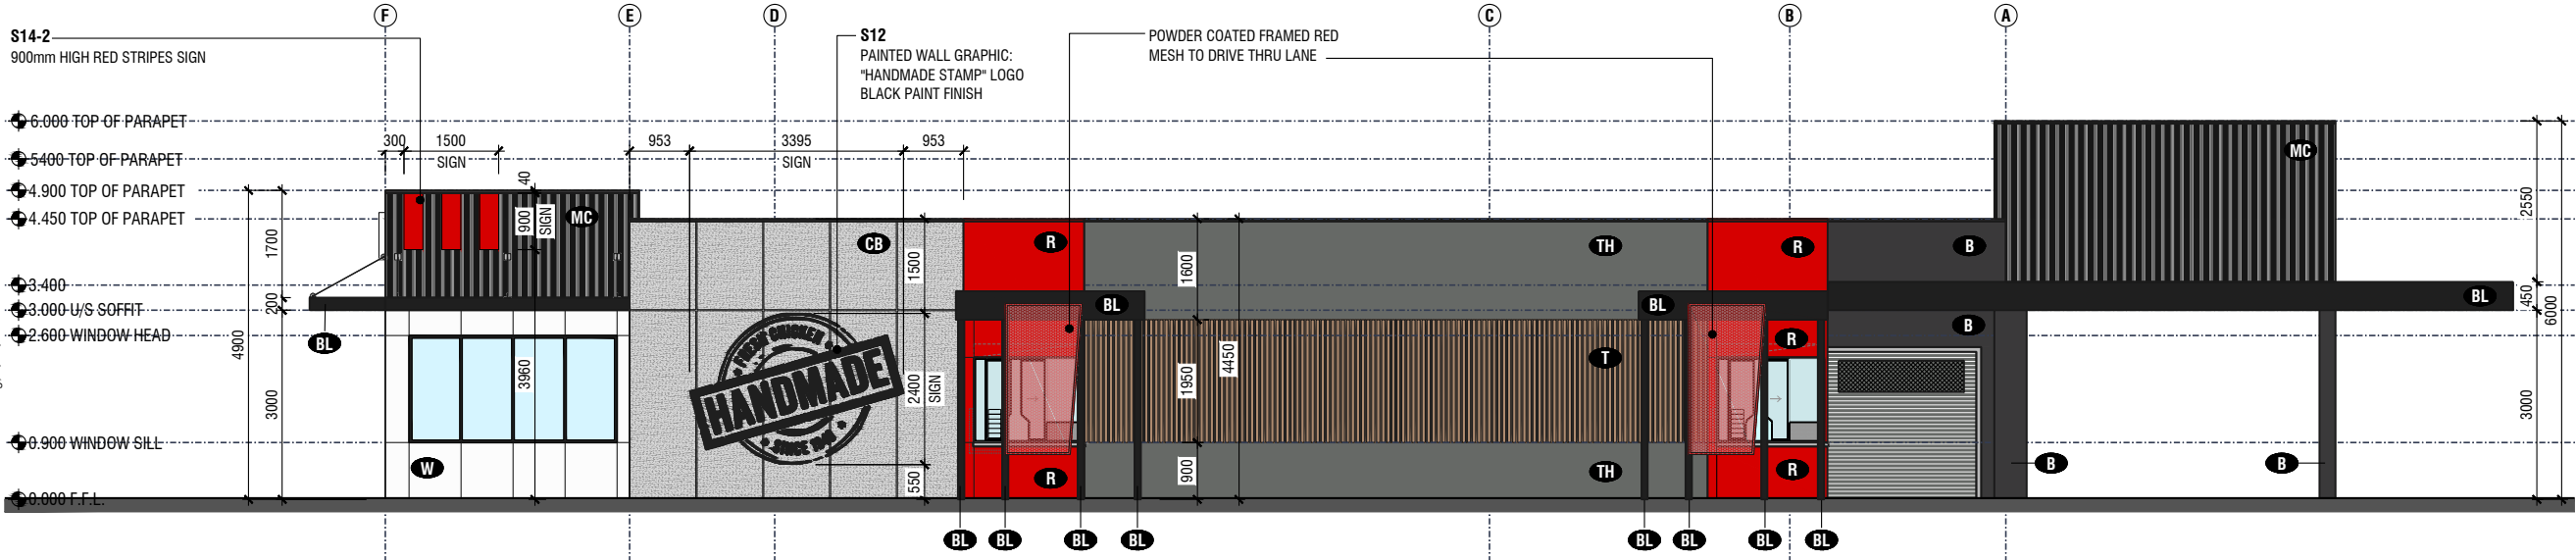 F
E
D
C
B
A
S14-2
900mm HIGH RED STRIPES SIGN
S12
PAINTED WALL GRAPHIC:
"HANDMADE STAMP" LOGO
BLACK PAINT FINISH
POWDER COATED FRAMED RED
MESH TO DRIVE THRU LANE
6.000 TOP OF PARAPET
5400 TOP OF PARAPET
4.900 TOP OF PARAPET
4.450 TOP OF PARAPET
3.400
3.000 U/S SOFFIT
2.600 WINDOW HEAD
0.900 WINDOW SILL
0.000 F.F.L.
300
1500
SIGN
953
3395
SIGN
953
4900
1700
200
3000
40
900
SIGN
3960
MC
BL
W
CB
FRESH CHICKEN
HANDMADE
1500
2400
SIGN
550
R
BL
R
1600
1950
900
4450
TH
T
TH
BL
R
R
R
B
B
MC
BL
B
B
2550
450
3000
6000
BL
BL
BL
BL
BL
BL
BL
BL